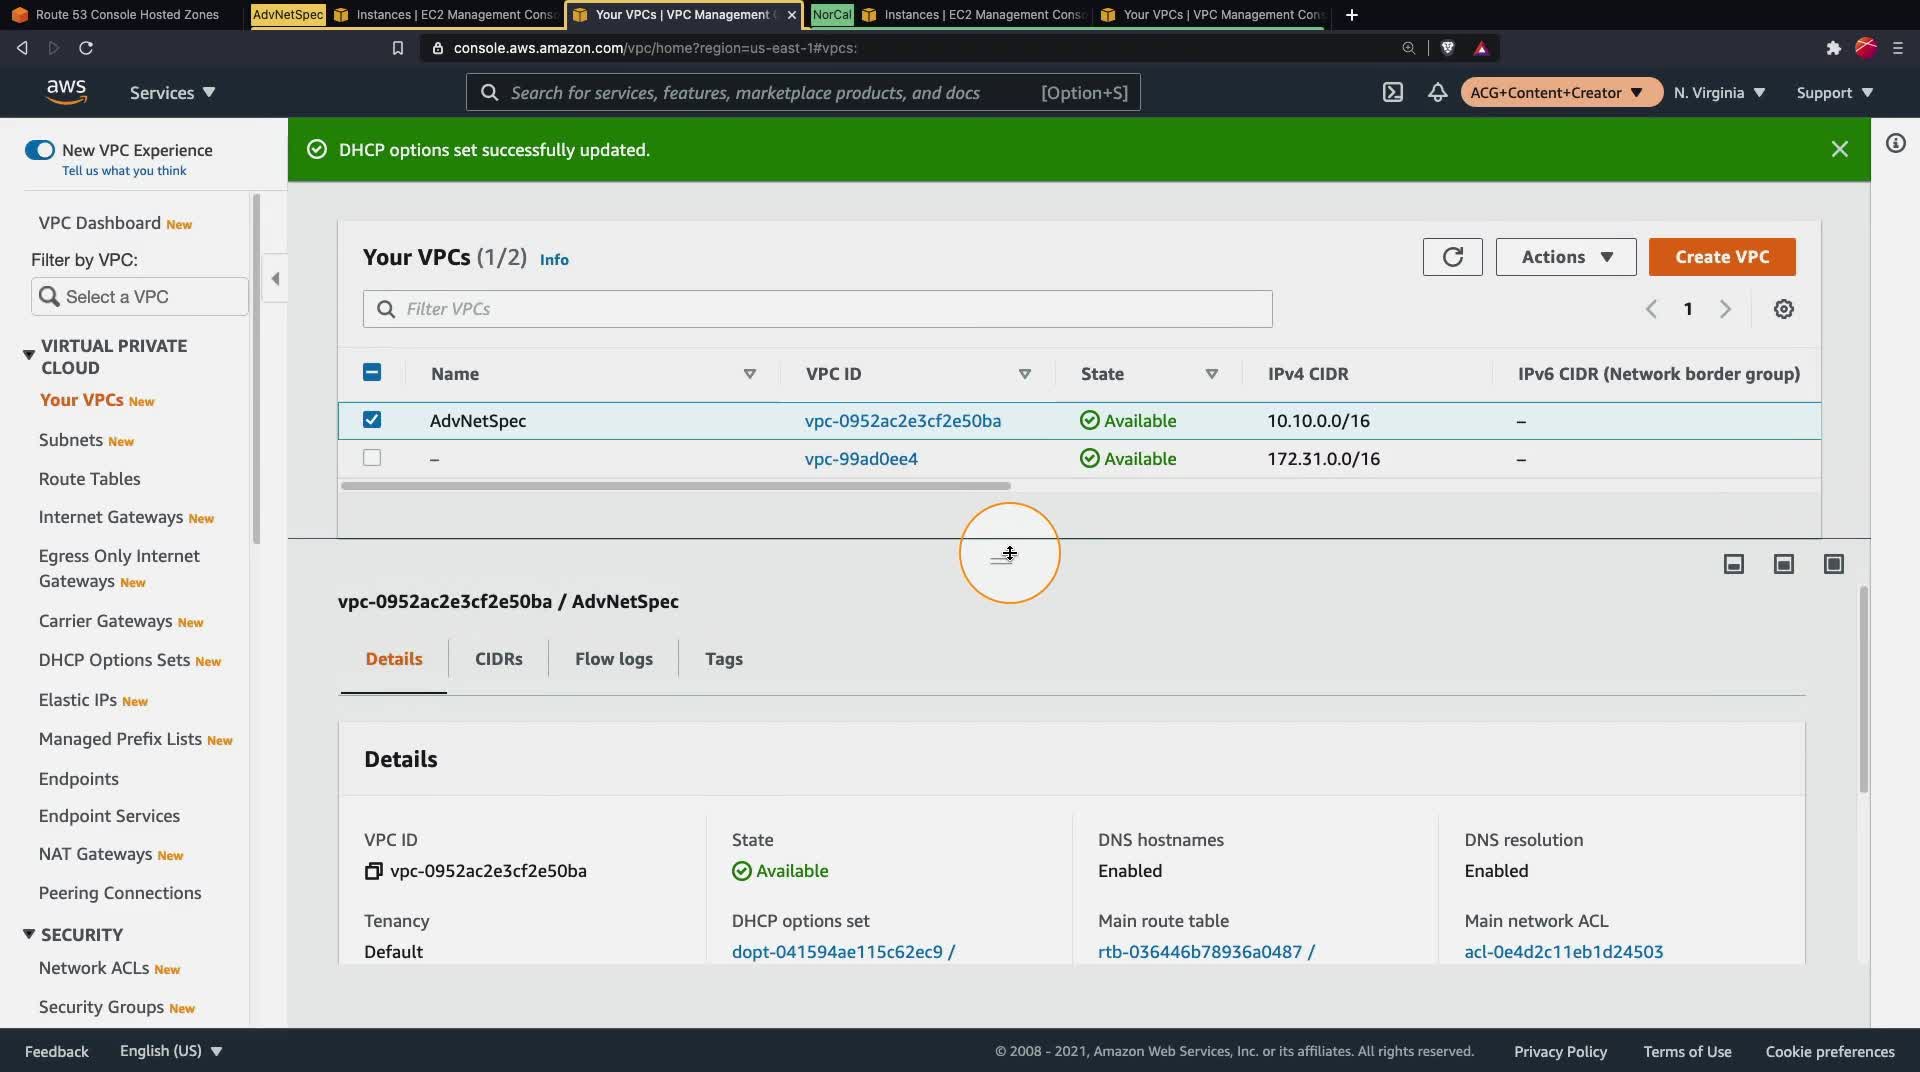 Route 53 Console Hosted Zones
AdvNetSpec
Instances | EC2 Management Conso
Your VPCs | VPC Management C
NorCal
Instances | EC2 Management Conso
Your VPCs | VPC Management Cons
console.aws.amazon.com/vpc/home?region=us-east-1#vpcs:
aws
Services
Search for services, features, marketplace products, and docs
[Option+S]
ACG+Content+Creator
N. Virginia
Support
New VPC Experience
Tell us what you think
VPC Dashboard New
Filter by VPC:
Select a VPC
VIRTUAL PRIVATE
CLOUD
Your VPCs New
Subnets New
Route Tables
Internet Gateways New
Egress Only Internet
Gateways New
Carrier Gateways New
DHCP Options Sets New
Elastic IPs New
Managed Prefix Lists New
Endpoints
Endpoint Services
NAT Gateways New
Peering Connections
SECURITY
Network ACLs New
Security Groups New
DHCP options set successfully updated.
Your VPCs (1/2) Info
Actions
Create VPC
Filter VPCs
1
Name VPC ID State IPv4 CIDR IPv6 CIDR (Network border group)
AdvNetSpec vpc-0952ac2e3cf2e50ba Available 10.10.0.0/16 –
– vpc-99ad0ee4 Available 172.31.0.0/16 –
vpc-0952ac2e3cf2e50ba / AdvNetSpec
Details CIDRs Flow logs Tags
Details
VPC ID State DNS hostnames DNS resolution
vpc-0952ac2e3cf2e50ba Available Enabled Enabled
Tenancy DHCP options set Main route table Main network ACL
Default dopt-041594ae115c62ec9 / rtb-036446b78936a0487 / acl-0e4d2c11eb1d24503
Feedback
English (US)
© 2008 - 2021, Amazon Web Services, Inc. or its affiliates. All rights reserved.
Privacy Policy
Terms of Use
Cookie preferences